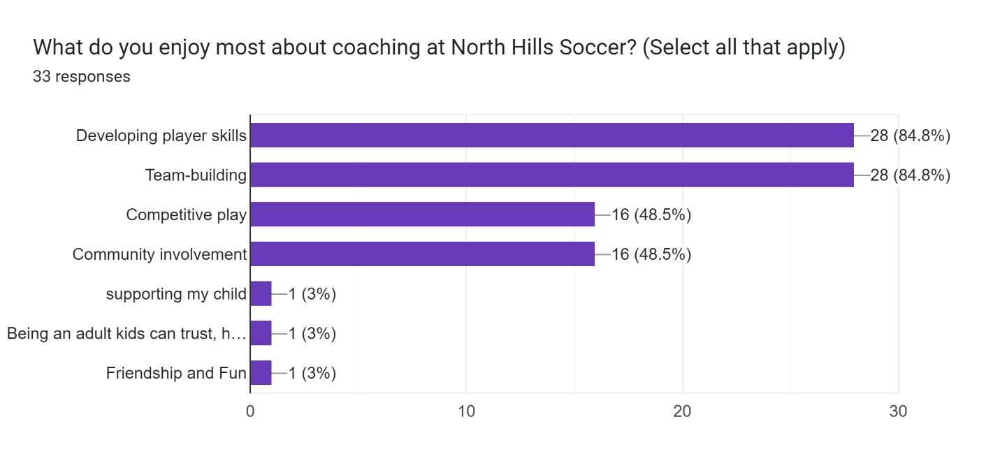 What do you enjoy most about coaching at North Hills Soccer? (Select all that apply)
33 responses
Developing player skills 28 (84.8%)
Team-building 28 (84.8%)
Competitive play 16 (48.5%)
Community involvement 16 (48.5%)
supporting my child 1 (3%)
Being an adult kids can trust, h… 1 (3%)
Friendship and Fun 1 (3%)
0 10 20 30